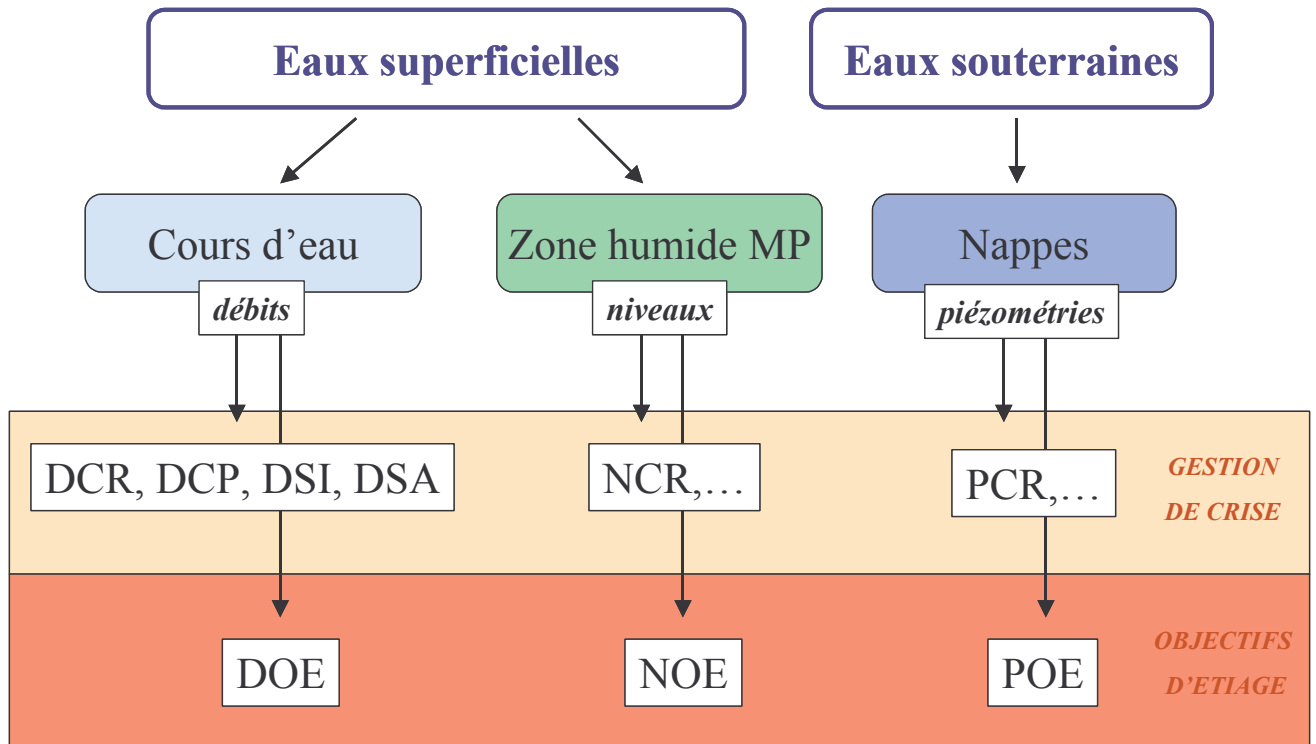 Eaux superficielles
Eaux souterraines
Cours d’eau
Zone humide MP
Nappes
débits
niveaux
piézométries
DCR, DCP, DSI, DSA
NCR,…
PCR,…
GESTION
DE CRISE
DOE
NOE
POE
OBJECTIFS
D’ETIAGE